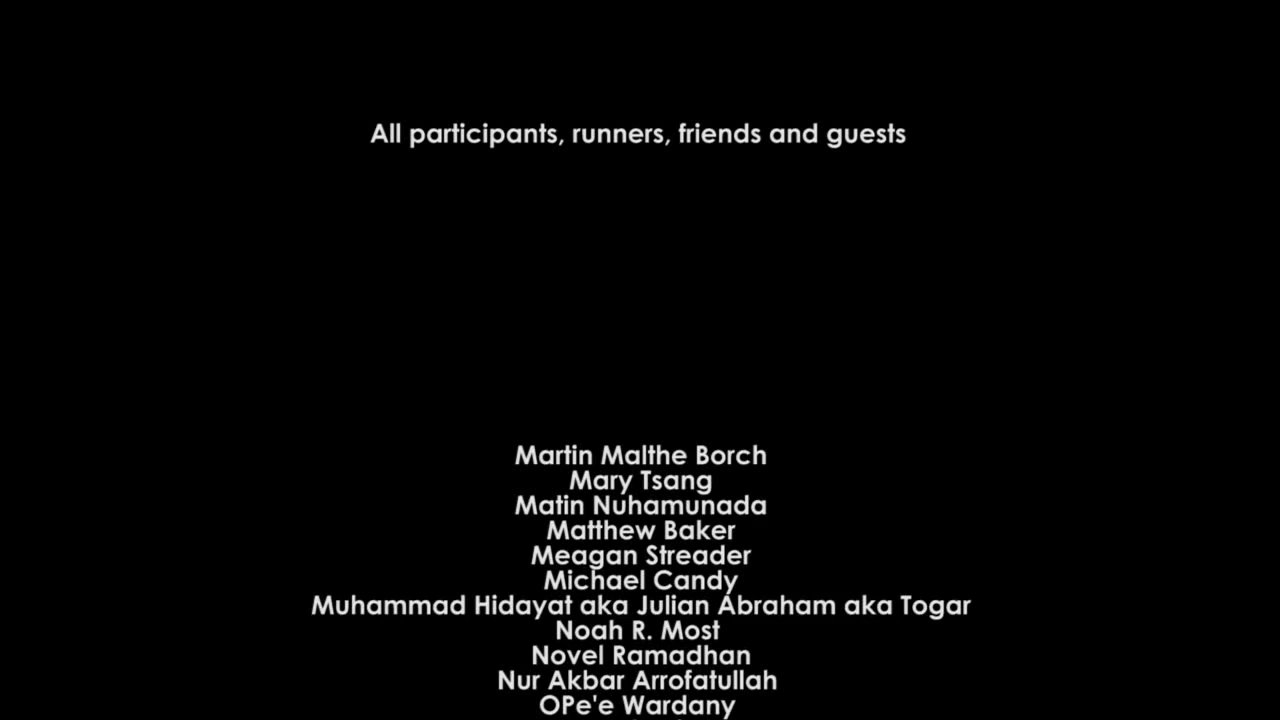 All participants, runners, friends and guests
Martin Malthe Borch
Mary Tsang
Matin Nuhamunada
Matthew Baker
Meagan Streader
Michael Candy
Muhammad Hidayat aka Julian Abraham aka Togar
Noah R. Most
Novel Ramadhan
Nur Akbar Arrofatullah
OPe'e Wardany